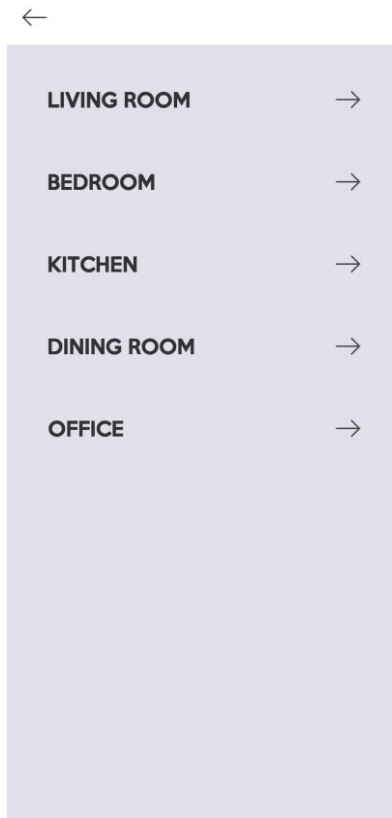 LIVING ROOM
BEDROOM
KITCHEN
DINING ROOM
OFFICE